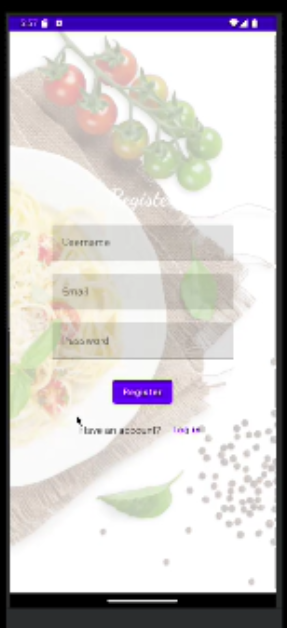 Register
Username
Email
Password
Register
Have an account? Log in